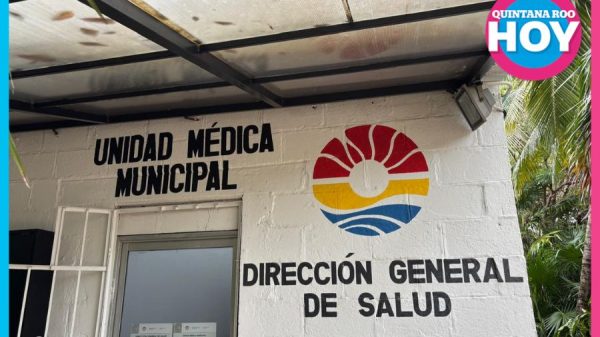 QUINTANA ROO
HOY
UNIDAD MÉDICA
MUNICIPAL
DIRECCIÓN GENERAL
DE SALUD